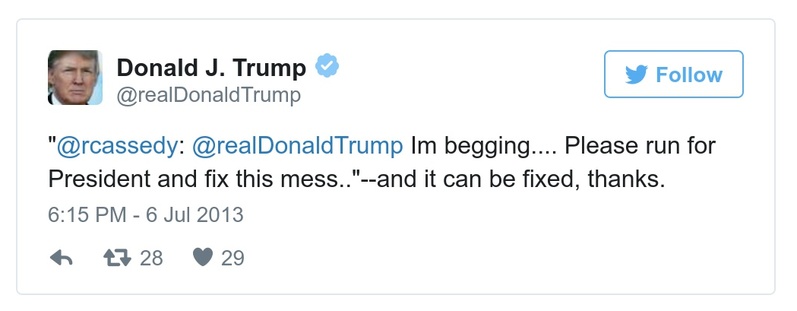 Donald J. Trump
@realDonaldTrump
Follow
"@rcassedy: @realDonaldTrump Im begging.... Please run for
President and fix this mess.."--and it can be fixed, thanks.
6:15 PM - 6 Jul 2013
28 29